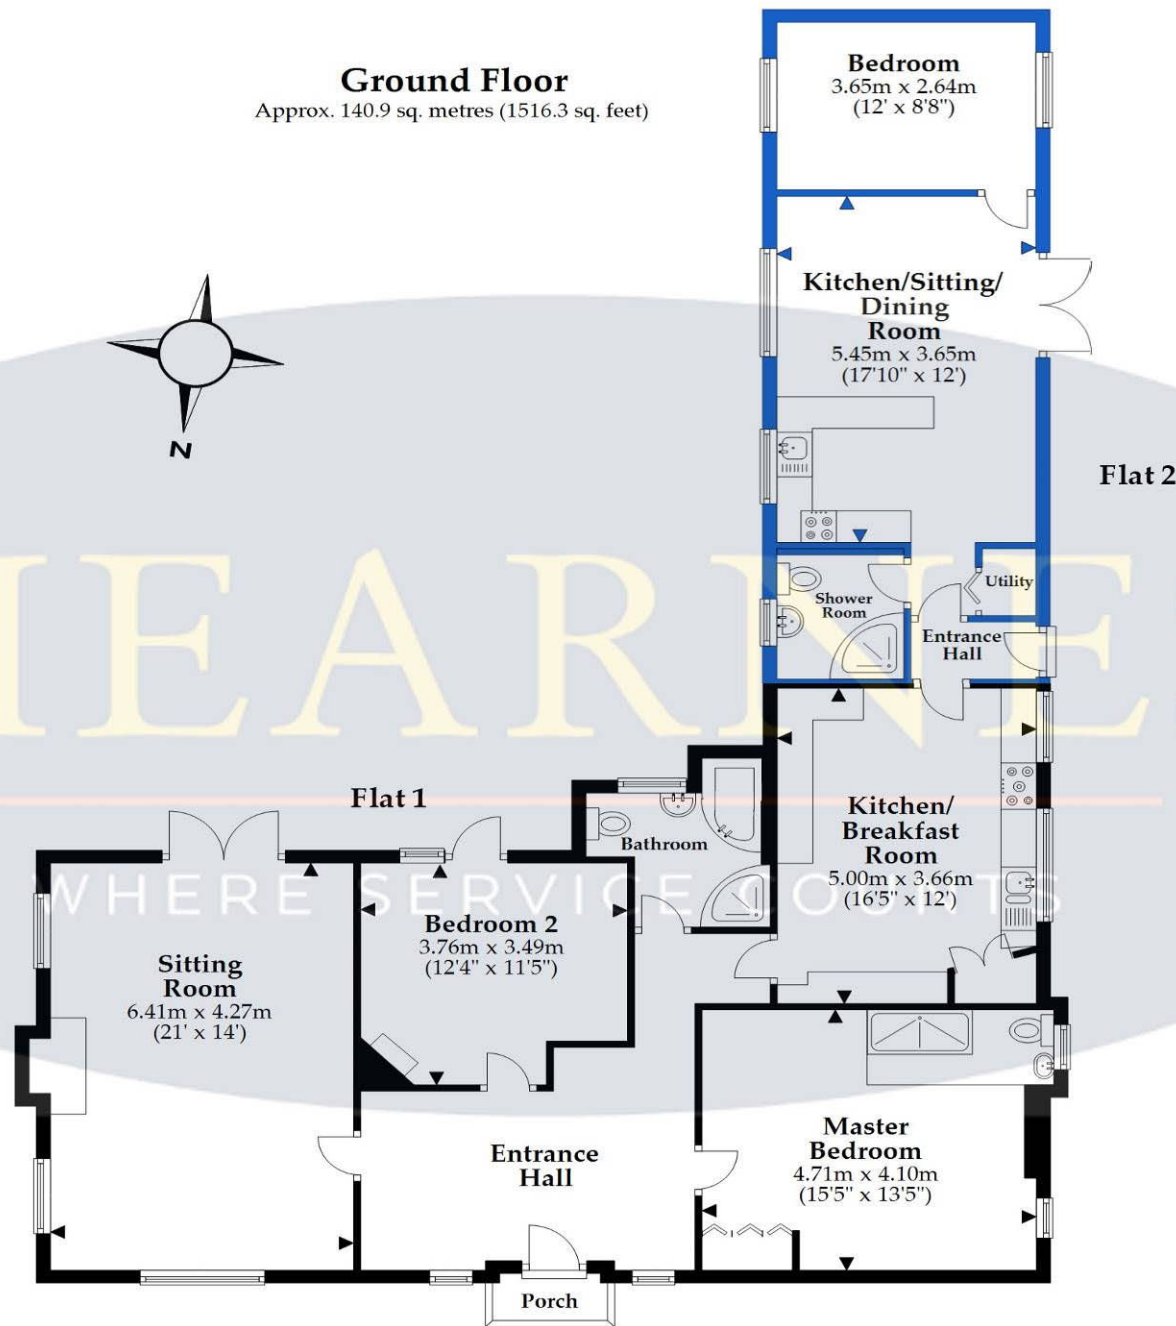 Ground Floor
Approx. 140.9 sq. metres (1516.3 sq. feet)
Bedroom
3.65m x 2.64m
(12' x 8'8")
Kitchen/Sitting/
Dining
Room
5.45m x 3.65m
(17'10" x 12')
N
Flat 2
Utility
Shower
Room
Entrance
Hall
HEARNE
Flat 1
Kitchen/
Breakfast
Room
5.00m x 3.66m
(16'5" x 12')
Bathroom
WHERE SERVICE COUNTS
Bedroom 2
3.76m x 3.49m
(12'4" x 11'5")
Sitting
Room
6.41m x 4.27m
(21' x 14')
Master
Bedroom
4.71m x 4.10m
(15'5" x 13'5")
Entrance
Hall
Porch